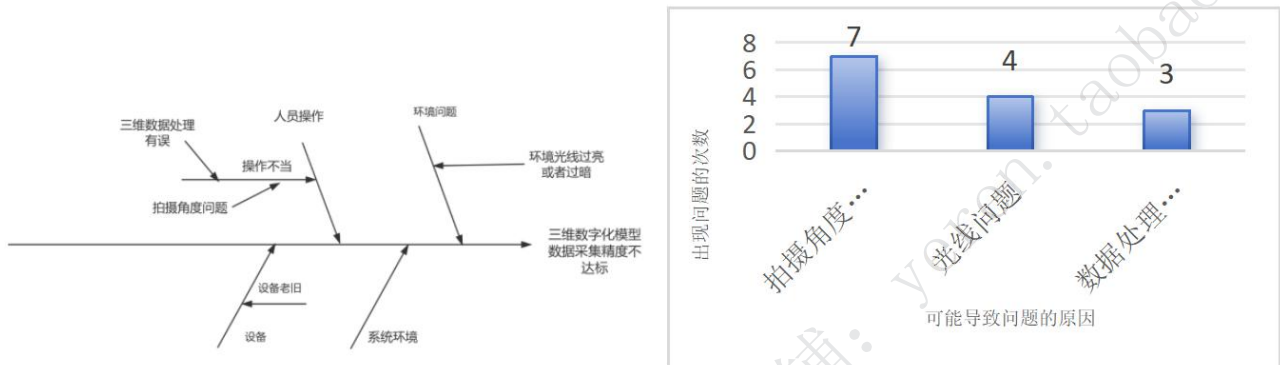 三维数据处理
有误
人员操作
环境问题
操作不当
环境光线过亮
或者过暗
拍摄角度问题
三维数字化模型
数据采集精度不
达标
设备老旧
设备
系统环境
出现问题的次数
8
6
4
2
0
7
4
3
拍摄角度…
光线问题
数据处理…
可能导致问题的原因
铺: yeron.taobao